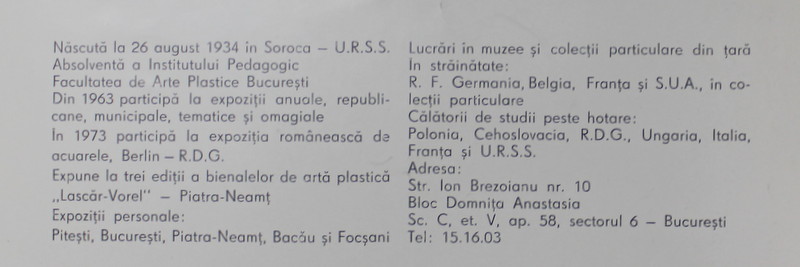 Născută la 26 august 1934 in Soroca – U.R.S.S.
Absolventă a Institutului Pedagogic
Facultatea de Arte Plastice București
Din 1963 participă la expoziții anuale, republi-
cane, municipale, tematice și omagiale
În 1973 participă la expoziția românească de
acuarele, Berlin – R.D.G.
Expune la trei ediții a bienalelor de artă plastică
„Lascăr-Vorel" – Piatra-Neamț
Expoziții personale:
Pitești, București, Piatra-Neamț, Bacău și Focșani
Lucrări în muzee și colecții particulare din țară
În străinătate:
R. F. Germania, Belgia, Franța și S.U.A., în co-
lecții particulare
Călătorii de studii peste hotare:
Polonia, Cehoslovacia, R.D.G., Ungaria, Italia,
Franța și U.R.S.S.
Adresa:
Str. Ion Brezoianu nr. 10
Bloc Domnița Anastasia
Sc. C, et. V, ap. 58, sectorul 6 – București
Tel: 15.16.03